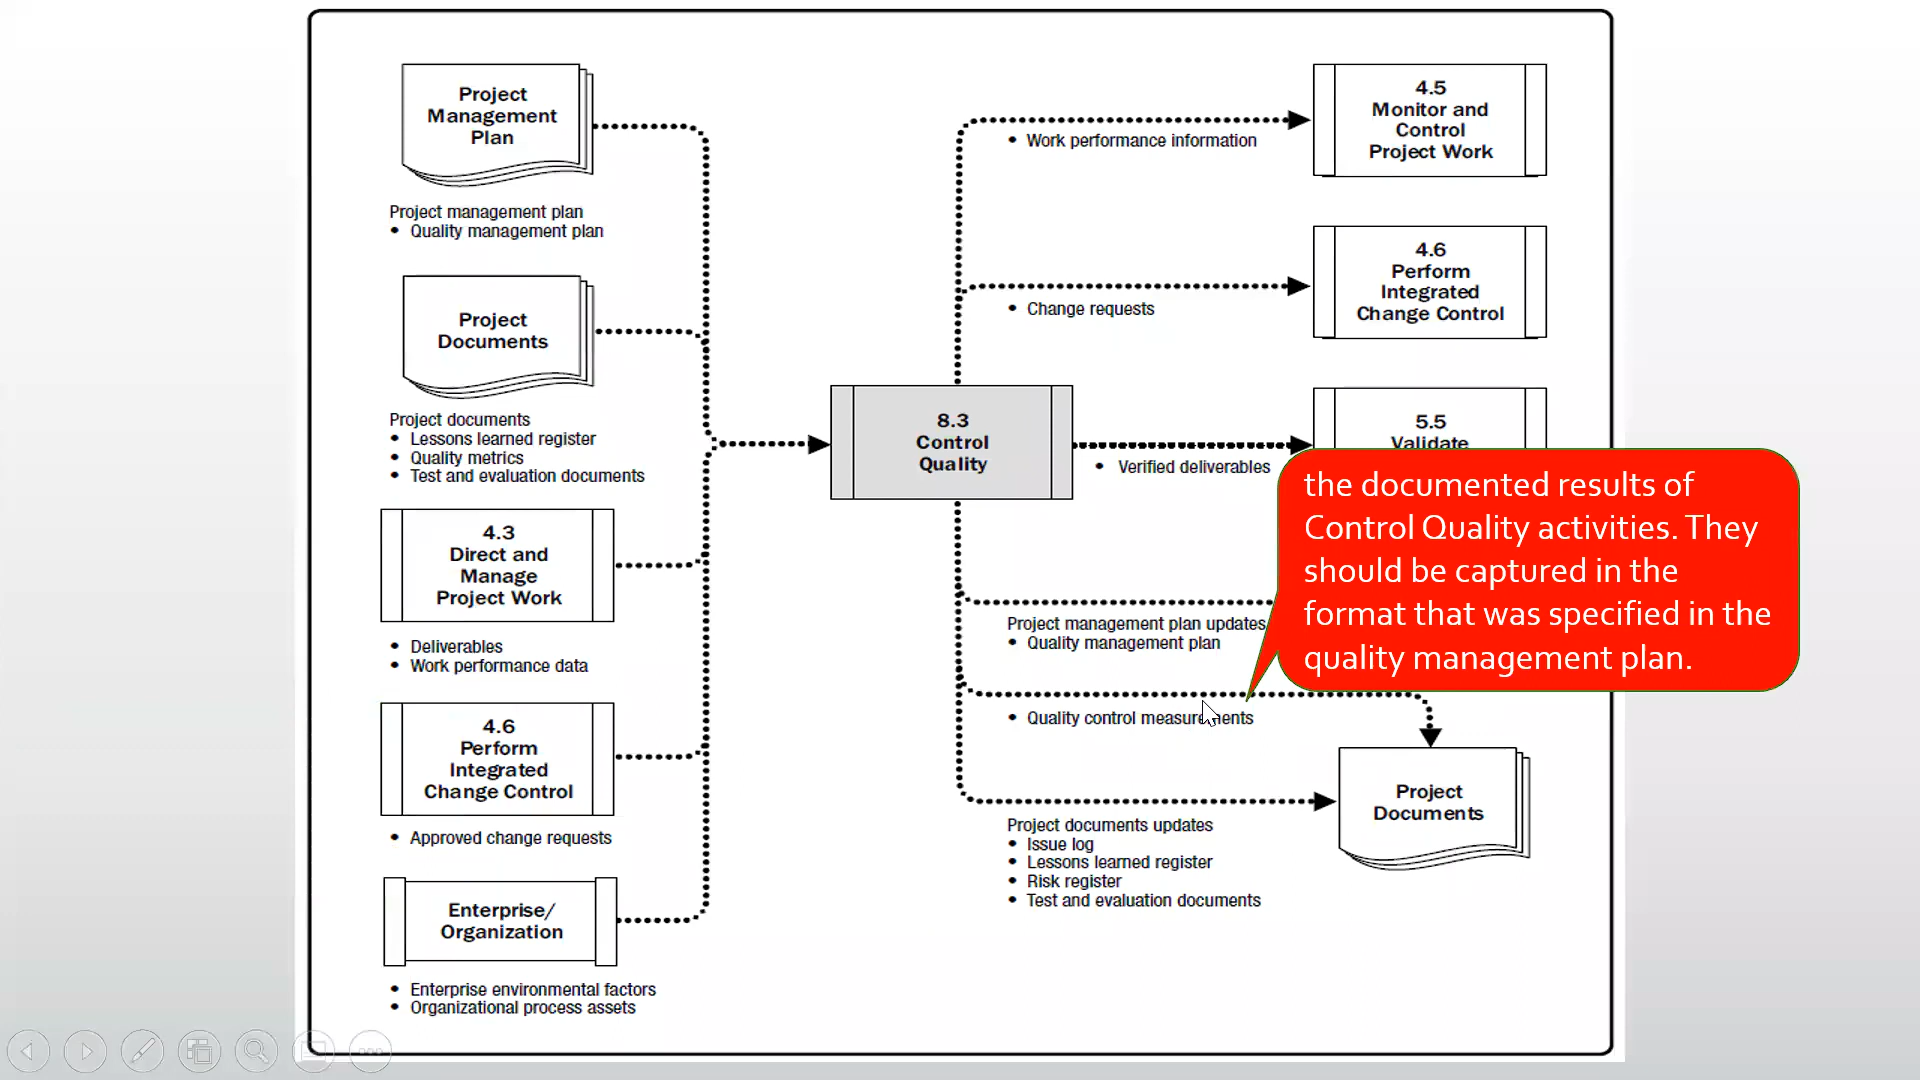 Project
Management
Plan
Project management plan
• Quality management plan
Project
Documents
Project documents
• Lessons learned register
• Quality metrics
• Test and evaluation documents
4.3
Direct and
Manage
Project Work
• Deliverables
• Work performance data
4.6
Perform
Integrated
Change Control
• Approved change requests
Enterprise/
Organization
• Enterprise environmental factors
• Organizational process assets
8.3
Control
Quality
• Work performance information
4.5
Monitor and
Control
Project Work
• Change requests
4.6
Perform
Integrated
Change Control
• Verified deliverables
5.5
Validate
the documented results of
Control Quality activities. They
should be captured in the
format that was specified in the
quality management plan.
Project management plan updates
• Quality management plan
• Quality control measurements
Project
Documents
Project documents updates
• Issue log
• Lessons learned register
• Risk register
• Test and evaluation documents